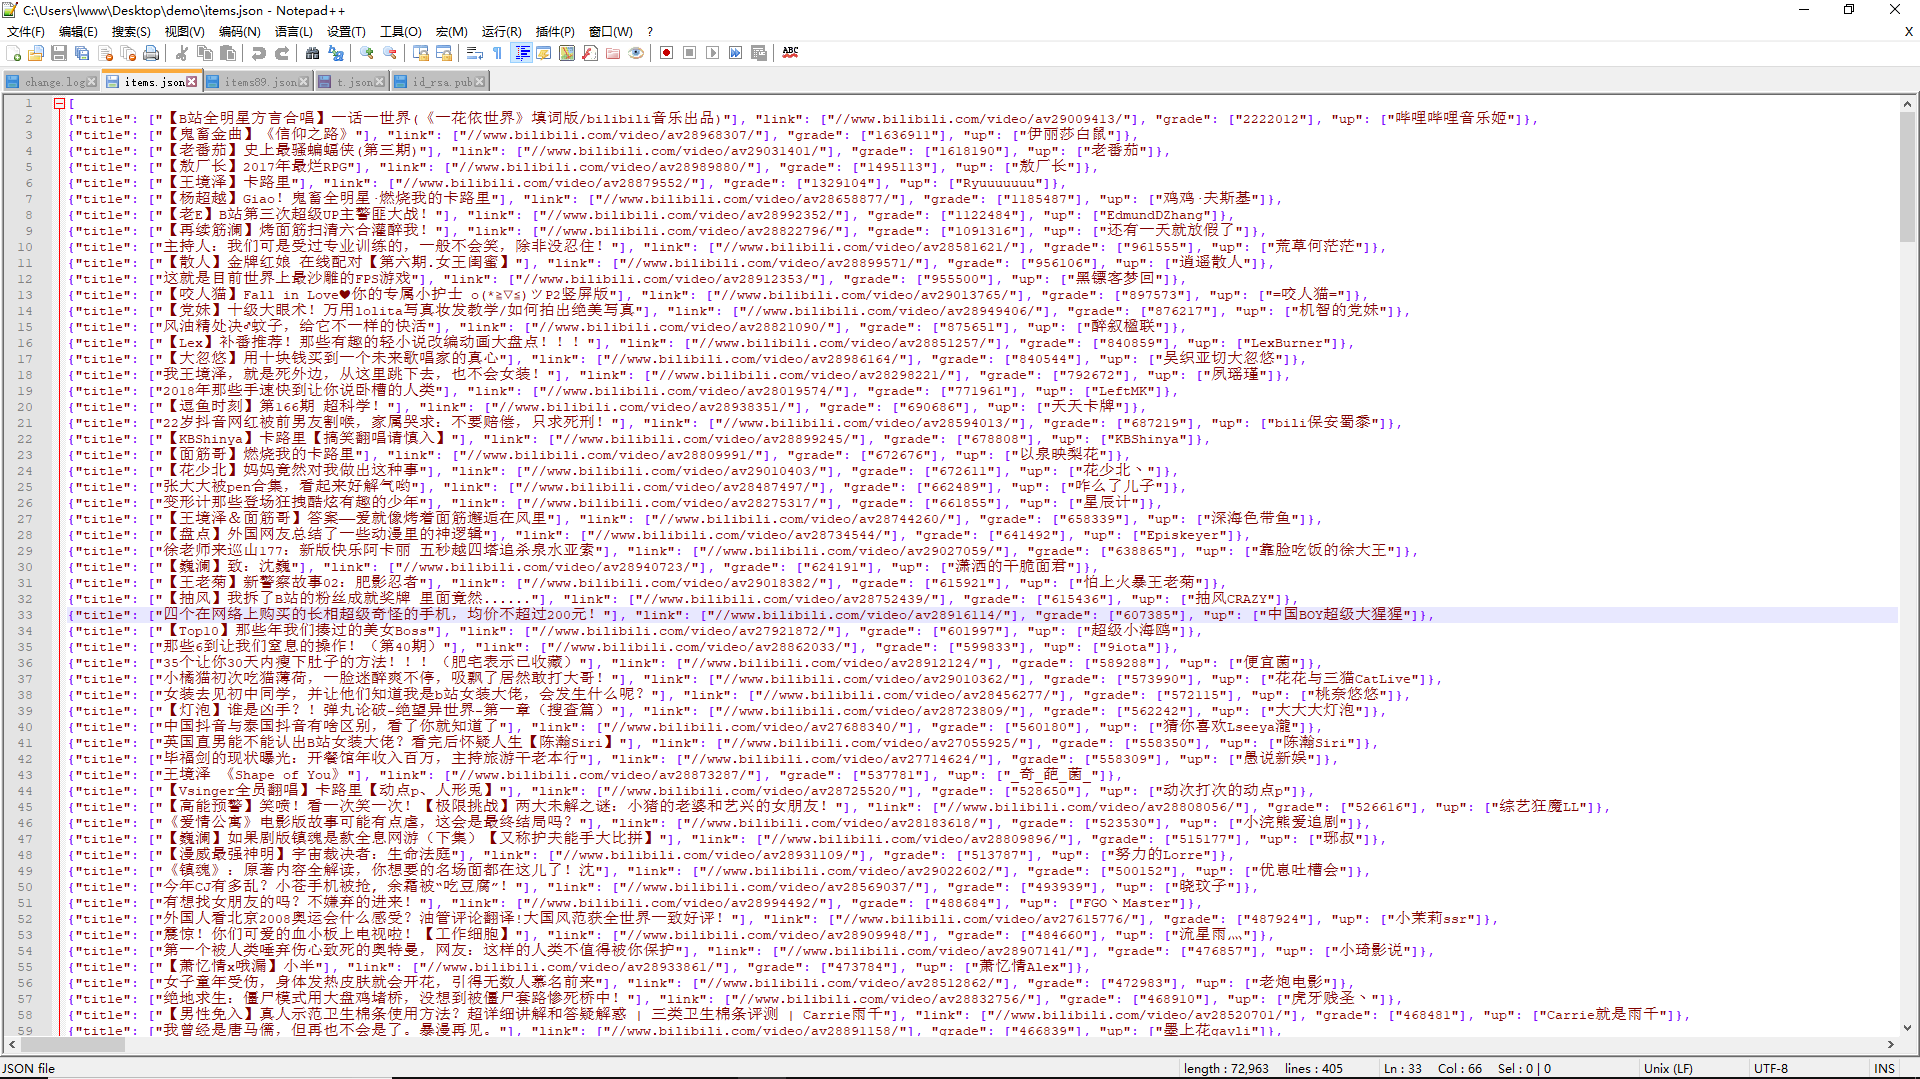 C:\Users\lwww\Desktop\demo\items.json - Notepad++
文件(F) 编辑(E) 搜索(S) 视图(V) 编码(N) 语言(L) 设置(T) 工具(O) 宏(M) 运行(R) 插件(P) 窗口(W) ? X
change.log items.json items89.json t.json id_rsa.pub
1 [
2 {"title": ["【B站全明星方言合唱】一话一世界(《一花依世界》填词版/bilibili音乐出品)"], "link": ["//www.bilibili.com/video/av29009413/"], "grade": ["2222012"], "up": ["哔哩哔哩音乐姬"]},
3 {"title": ["【鬼畜金曲】《信仰之路》"], "link": ["//www.bilibili.com/video/av28968307/"], "grade": ["1636911"], "up": ["伊丽莎白鼠"]},
4 {"title": ["【老番茄】史上最骚蝙蝠侠(第三期)"], "link": ["//www.bilibili.com/video/av29031401/"], "grade": ["1618190"], "up": ["老番茄"]},
5 {"title": ["【敖厂长】2017年最烂RPG"], "link": ["//www.bilibili.com/video/av28989880/"], "grade": ["1495113"], "up": ["敖厂长"]},
6 {"title": ["【王境泽】卡路里"], "link": ["//www.bilibili.com/video/av28879552/"], "grade": ["1329104"], "up": ["Ryuuuuuuu"]},
7 {"title": ["【杨超越】Giao！鬼畜全明星·燃烧我的卡路里"], "link": ["//www.bilibili.com/video/av28658877/"], "grade": ["1185487"], "up": ["鸡鸡·夫斯基"]},
8 {"title": ["【老E】B站第三次超级UP主警匪大战！"], "link": ["//www.bilibili.com/video/av28992352/"], "grade": ["1122484"], "up": ["EdmundDZhang"]},
9 {"title": ["【再续筋澜】烤面筋扫清六合灌醉我！"], "link": ["//www.bilibili.com/video/av28822796/"], "grade": ["1091316"], "up": ["还有一天就放假了"]},
10 {"title": ["主持人：我们可是受过专业训练的，一般不会笑，除非没忍住！"], "link": ["//www.bilibili.com/video/av28581621/"], "grade": ["961555"], "up": ["荒草何茫茫"]},
11 {"title": ["【散人】金牌红娘 在线配对【第六期.女王闺蜜】"], "link": ["//www.bilibili.com/video/av28899571/"], "grade": ["956106"], "up": ["逍遥散人"]},
12 {"title": ["这就是目前世界上最沙雕的FPS游戏"], "link": ["//www.bilibili.com/video/av28912353/"], "grade": ["955500"], "up": ["黑镖客梦回"]},
13 {"title": ["【咬人猫】Fall in Love❤你的专属小护士 o(*≧▽≦)ツP2竖屏版"], "link": ["//www.bilibili.com/video/av29013765/"], "grade": ["897573"], "up": ["=咬人猫="]},
14 {"title": ["【党妹】十级大眼术！万用lolita写真妆发教学/如何拍出绝美写真"], "link": ["//www.bilibili.com/video/av28949406/"], "grade": ["876217"], "up": ["机智的党妹"]},
15 {"title": ["风油精处决♂蚊子，给它不一样的快活"], "link": ["//www.bilibili.com/video/av28821090/"], "grade": ["875651"], "up": ["醉叙楹联"]},
16 {"title": ["【Lex】补番推荐！那些有趣的轻小说改编动画大盘点！！！"], "link": ["//www.bilibili.com/video/av28851257/"], "grade": ["840859"], "up": ["LexBurner"]},
17 {"title": ["【大忽悠】用十块钱买到一个未来歌唱家的真心"], "link": ["//www.bilibili.com/video/av28986164/"], "grade": ["840544"], "up": ["吴织亚切大忽悠"]},
18 {"title": ["我王境泽，就是死外边，从这里跳下去，也不会女装！"], "link": ["//www.bilibili.com/video/av28298221/"], "grade": ["792672"], "up": ["夙瑶瑾"]},
19 {"title": ["2018年那些手速快到让你说卧槽的人类"], "link": ["//www.bilibili.com/video/av28019574/"], "grade": ["771961"], "up": ["LeftMK"]},
20 {"title": ["【逗鱼时刻】第166期 超科学！"], "link": ["//www.bilibili.com/video/av28938351/"], "grade": ["690686"], "up": ["天天卡牌"]},
21 {"title": ["22岁抖音网红被前男友割喉，家属哭求：不要赔偿，只求死刑！"], "link": ["//www.bilibili.com/video/av28594013/"], "grade": ["687219"], "up": ["bili保安蜀黍"]},
22 {"title": ["【KBShinya】卡路里【搞笑翻唱请慎入】"], "link": ["//www.bilibili.com/video/av28899245/"], "grade": ["678808"], "up": ["KBShinya"]},
23 {"title": ["【面筋哥】燃烧我的卡路里"], "link": ["//www.bilibili.com/video/av28809991/"], "grade": ["672676"], "up": ["以泉映梨花"]},
24 {"title": ["【花少北】妈妈竟然对我做出这种事"], "link": ["//www.bilibili.com/video/av29010403/"], "grade": ["672611"], "up": ["花少北丶"]},
25 {"title": ["张大大被pen合集，看起来好解气哟"], "link": ["//www.bilibili.com/video/av28487497/"], "grade": ["662489"], "up": ["咋么了儿子"]},
26 {"title": ["变形计那些登场狂拽酷炫有趣的少年"], "link": ["//www.bilibili.com/video/av28275317/"], "grade": ["661855"], "up": ["星辰计"]},
27 {"title": ["【王境泽＆面筋哥】答案—爱就像烤着面筋邂逅在风里"], "link": ["//www.bilibili.com/video/av28744260/"], "grade": ["658339"], "up": ["深海色带鱼"]},
28 {"title": ["【盘点】外国网友总结了一些动漫里的神逻辑"], "link": ["//www.bilibili.com/video/av28734544/"], "grade": ["641492"], "up": ["Episkeyer"]},
29 {"title": ["徐老师来巡山177：新版快乐阿卡丽 五秒越四塔追杀泉水亚索"], "link": ["//www.bilibili.com/video/av29027059/"], "grade": ["638865"], "up": ["靠脸吃饭的徐大王"]},
30 {"title": ["【巍澜】致：沈巍"], "link": ["//www.bilibili.com/video/av28940723/"], "grade": ["624191"], "up": ["潇洒的干脆面君"]},
31 {"title": ["【王老菊】新警察故事02：肥影忍者"], "link": ["//www.bilibili.com/video/av29018382/"], "grade": ["615921"], "up": ["怕上火暴王老菊"]},
32 {"title": ["【抽风】我拆了B站的粉丝成就奖牌 里面竟然......"], "link": ["//www.bilibili.com/video/av28752439/"], "grade": ["615436"], "up": ["抽风CRAZY"]},
33 {"title": ["四个在网络上购买的长相超级奇怪的手机，均价不超过200元！"], "link": ["//www.bilibili.com/video/av28916114/"], "grade": ["607385"], "up": ["中国BOY超级大猩猩"]},
34 {"title": ["【Top10】那些年我们揍过的美女Boss"], "link": ["//www.bilibili.com/video/av27921872/"], "grade": ["601997"], "up": ["超级小海鸥"]},
35 {"title": ["那些6到让我们窒息的操作！（第40期）"], "link": ["//www.bilibili.com/video/av28862033/"], "grade": ["599833"], "up": ["9iota"]},
36 {"title": ["35个让你30天内瘦下肚子的方法！！！（肥宅表示已收藏）"], "link": ["//www.bilibili.com/video/av28912124/"], "grade": ["589288"], "up": ["便宜菌"]},
37 {"title": ["小橘猫初次吃猫薄荷，一脸迷醉爽不停，吸飘了居然敢打大哥！"], "link": ["//www.bilibili.com/video/av29010362/"], "grade": ["573990"], "up": ["花花与三猫CatLive"]},
38 {"title": ["女装去见初中同学，并让他们知道我是b站女装大佬，会发生什么呢？"], "link": ["//www.bilibili.com/video/av28456277/"], "grade": ["572115"], "up": ["桃奈悠悠"]},
39 {"title": ["【灯泡】谁是凶手？！弹丸论破-绝望异世界-第一章（搜查篇）"], "link": ["//www.bilibili.com/video/av28723809/"], "grade": ["562242"], "up": ["大大大灯泡"]},
40 {"title": ["中国抖音与泰国抖音有啥区别，看了你就知道了"], "link": ["//www.bilibili.com/video/av27688340/"], "grade": ["560180"], "up": ["猜你喜欢Lseeya瀧"]},
41 {"title": ["英国直男能不能认出B站女装大佬？看完后怀疑人生【陈瀚Siri】"], "link": ["//www.bilibili.com/video/av27055925/"], "grade": ["558350"], "up": ["陈瀚Siri"]},
42 {"title": ["毕福剑的现状曝光：开餐馆年收入百万，主持旅游干老本行"], "link": ["//www.bilibili.com/video/av27714624/"], "grade": ["558309"], "up": ["愚说新娱"]},
43 {"title": ["王境泽 《Shape of You》"], "link": ["//www.bilibili.com/video/av28873287/"], "grade": ["537781"], "up": ["_奇_葩_菌_"]},
44 {"title": ["【Vsinger全员翻唱】卡路里【动点p、人形兎】"], "link": ["//www.bilibili.com/video/av28725520/"], "grade": ["528650"], "up": ["动次打次的动点p"]},
45 {"title": ["【高能预警】笑喷！看一次笑一次！【极限挑战】两大未解之谜：小猪的老婆和艺兴的女朋友！"], "link": ["//www.bilibili.com/video/av28808056/"], "grade": ["526616"], "up": ["综艺狂魔LL"]},
46 {"title": ["《爱情公寓》电影版故事可能有点虐，这会是最终结局吗？"], "link": ["//www.bilibili.com/video/av28183618/"], "grade": ["523530"], "up": ["小浣熊爱追剧"]},
47 {"title": ["【巍澜】如果剧版镇魂是款全息网游（下集）【又称护夫能手大比拼】"], "link": ["//www.bilibili.com/video/av28809896/"], "grade": ["515177"], "up": ["琊叔"]},
48 {"title": ["【漫威最强神明】宇宙裁决者：生命法庭"], "link": ["//www.bilibili.com/video/av28931109/"], "grade": ["513787"], "up": ["努力的Lorre"]},
49 {"title": ["《镇魂》：原著内容全解读，你想要的名场面都在这儿了！沈"], "link": ["//www.bilibili.com/video/av29022602/"], "grade": ["500152"], "up": ["优崽吐槽会"]},
50 {"title": ["今年CJ有多乱？小苍手机被抢，余霜被“吃豆腐”！"], "link": ["//www.bilibili.com/video/av28569037/"], "grade": ["493939"], "up": ["晓玟子"]},
51 {"title": ["有想找女朋友的吗？不嫌弃的进来！"], "link": ["//www.bilibili.com/video/av28994492/"], "grade": ["488684"], "up": ["FGO丶Master"]},
52 {"title": ["外国人看北京2008奥运会什么感受？油管评论翻译!大国风范获全世界一致好评！"], "link": ["//www.bilibili.com/video/av27615776/"], "grade": ["487924"], "up": ["小茉莉ssr"]},
53 {"title": ["震惊！你们可爱的血小板上电视啦！【工作细胞】"], "link": ["//www.bilibili.com/video/av28909948/"], "grade": ["484660"], "up": ["流星雨灬"]},
54 {"title": ["第一个被人类唾弃伤心致死的奥特曼，网友：这样的人类不值得被你保护"], "link": ["//www.bilibili.com/video/av28907141/"], "grade": ["476857"], "up": ["小琦影说"]},
55 {"title": ["【萧忆情x哦漏】小半"], "link": ["//www.bilibili.com/video/av28933861/"], "grade": ["473784"], "up": ["萧忆情Alex"]},
56 {"title": ["女子童年受伤，身体发热皮肤就会开花，引得无数人慕名前来"], "link": ["//www.bilibili.com/video/av28512862/"], "grade": ["472983"], "up": ["老炮电影"]},
57 {"title": ["绝地求生：僵尸模式用大盘鸡堵桥，没想到被僵尸套路惨死桥中！"], "link": ["//www.bilibili.com/video/av28832756/"], "grade": ["468910"], "up": ["虎牙贱圣丶"]},
58 {"title": ["【男性免入】真人示范卫生棉条使用方法？超详细讲解和答疑解惑 | 三类卫生棉条评测 | Carrie雨千"], "link": ["//www.bilibili.com/video/av28520701/"], "grade": ["468481"], "up": ["Carrie就是雨千"]},
59 {"title": ["我曾经是唐马儒，但再也不会是了。暴漫再见。"], "link": ["//www.bilibili.com/video/av28891158/"], "grade": ["466839"], "up": ["墨上花gayli"]},
JSON file length : 72,963 lines : 405 Ln : 33 Col : 66 Sel : 0 | 0 Unix (LF) UTF-8 INS